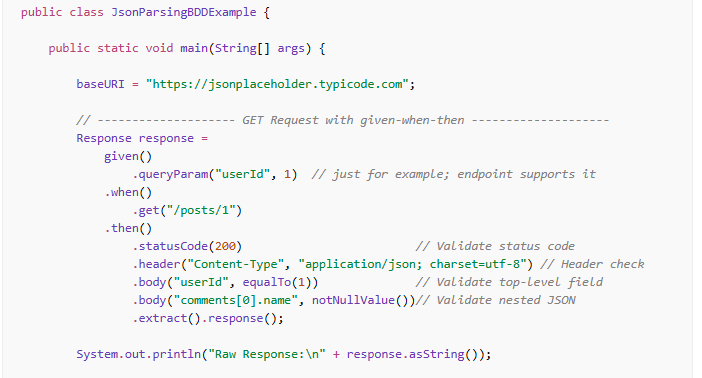 public class JsonParsingBDDExample {
public static void main(String[] args) {
baseURI = "https://jsonplaceholder.typicode.com";
// -------------------- GET Request with given-when-then --------------------
Response response =
given()
.queryParam("userId", 1)  // just for example; endpoint supports it
.when()
.get("/posts/1")
.then()
.statusCode(200)                         // Validate status code
.header("Content-Type", "application/json; charset=utf-8") // Header check
.body("userId", equalTo(1))              // Validate top-level field
.body("comments[0].name", notNullValue())// Validate nested JSON
.extract().response();
System.out.println("Raw Response:\n" + response.asString());